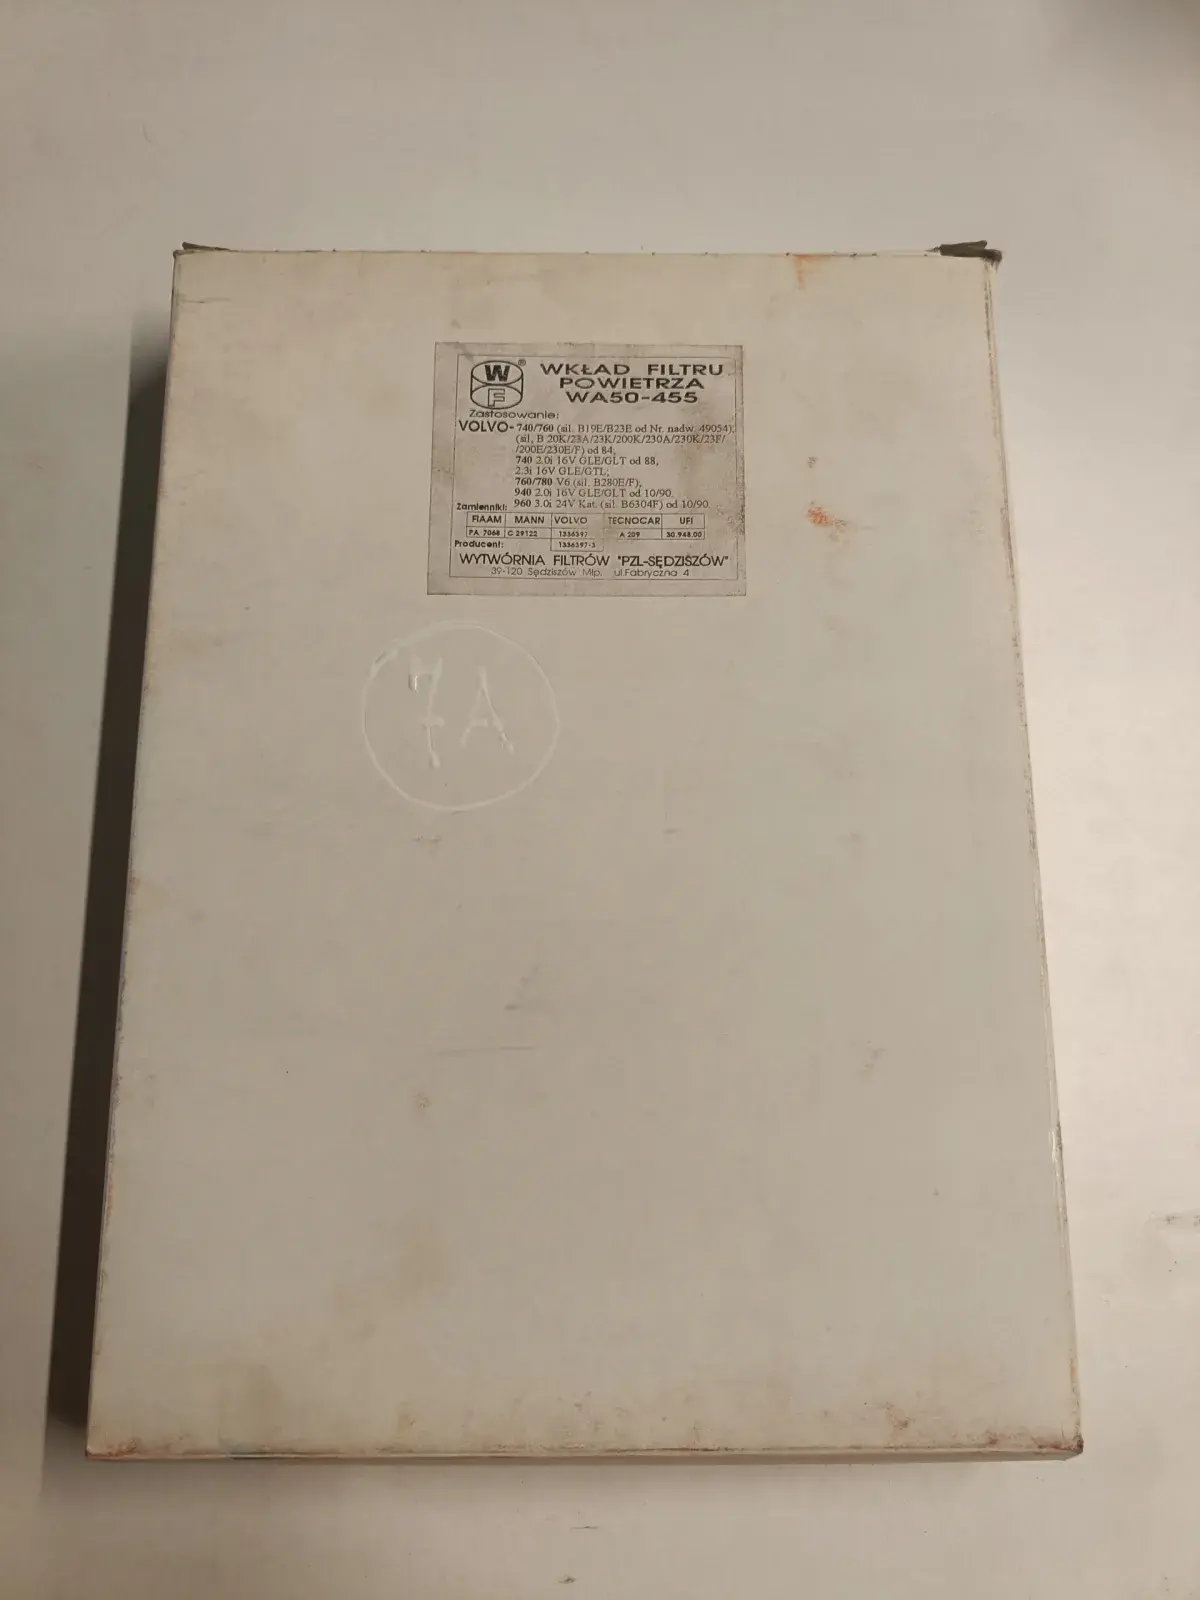 W
F
®
WKŁAD FILTRU
POWIETRZA
WA50-455
Zastosowanie:
VOLVO- 740/760 (sil. B19E/B23E od Nr. nadw. 49054),
(sil, B 20K/23A/23K/200K/230A/230K/23F/
/200E/230E/F) od 84,
740 2.0i 16V GLE/GLT od 88,
2.3i 16V GLE/GTL,
760/780 V6 (sil. B280E/F),
940 2.0i 16V GLE/GLT od 10/90.
960 3.0i 24V Kat. (sil. B6304F) od 10/90.
Zamienniki:
FIAAM MANN VOLVO TECNOCAR UFI
PA 7068 C 29122 1336397 A 209 30.948.00
1336397-3
Producent:
WYTWÓRNIA FILTRÓW "PZL-SĘDZISZÓW"
39-120 Sędziszów Młp. ul.Fabryczna 4
7A